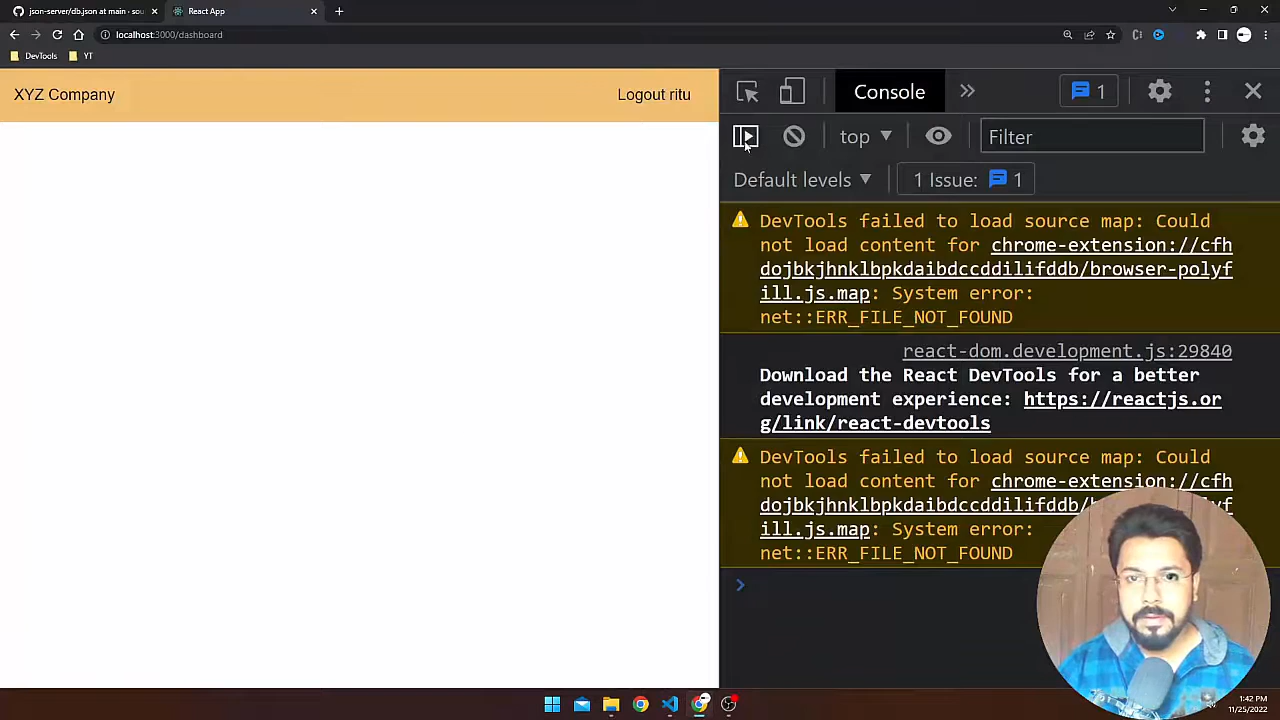 json-server/db.json at main · sou
React App
localhost:3000/dashboard
DevTools
YT
XYZ Company
Logout ritu
Console
1
top
Filter
Default levels
1 Issue:
1
DevTools failed to load source map: Could
not load content for chrome-extension://cfh
dojbkjhnklbpkdaibdccddilifddb/browser-polyf
ill.js.map: System error:
net::ERR_FILE_NOT_FOUND
react-dom.development.js:29840
Download the React DevTools for a better
development experience: https://reactjs.or
g/link/react-devtools
DevTools failed to load source map: Could
not load content for chrome-extension://cfh
dojbkjhnklbpkdaibdccddilifddb/
ill.js.map: System error:
net::ERR_FILE_NOT_FOUND
1:42 PM
11/25/2022